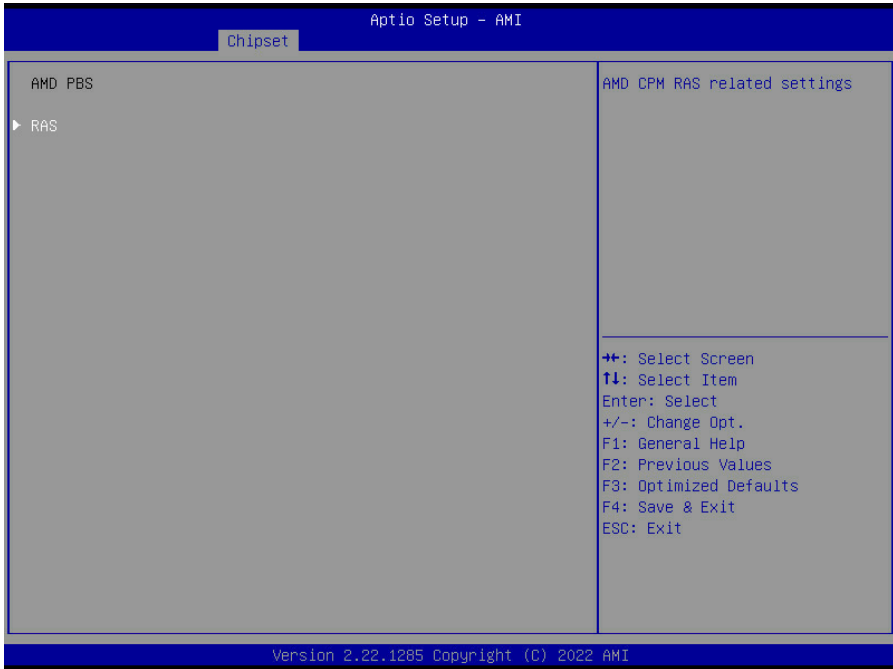 Aptio Setup – AMI
Chipset
AMD PBS
▶ RAS
AMD CPM RAS related settings
→←: Select Screen
↑↓: Select Item
Enter: Select
+/-: Change Opt.
F1: General Help
F2: Previous Values
F3: Optimized Defaults
F4: Save & Exit
ESC: Exit
Version 2.22.1285 Copyright (C) 2022 AMI